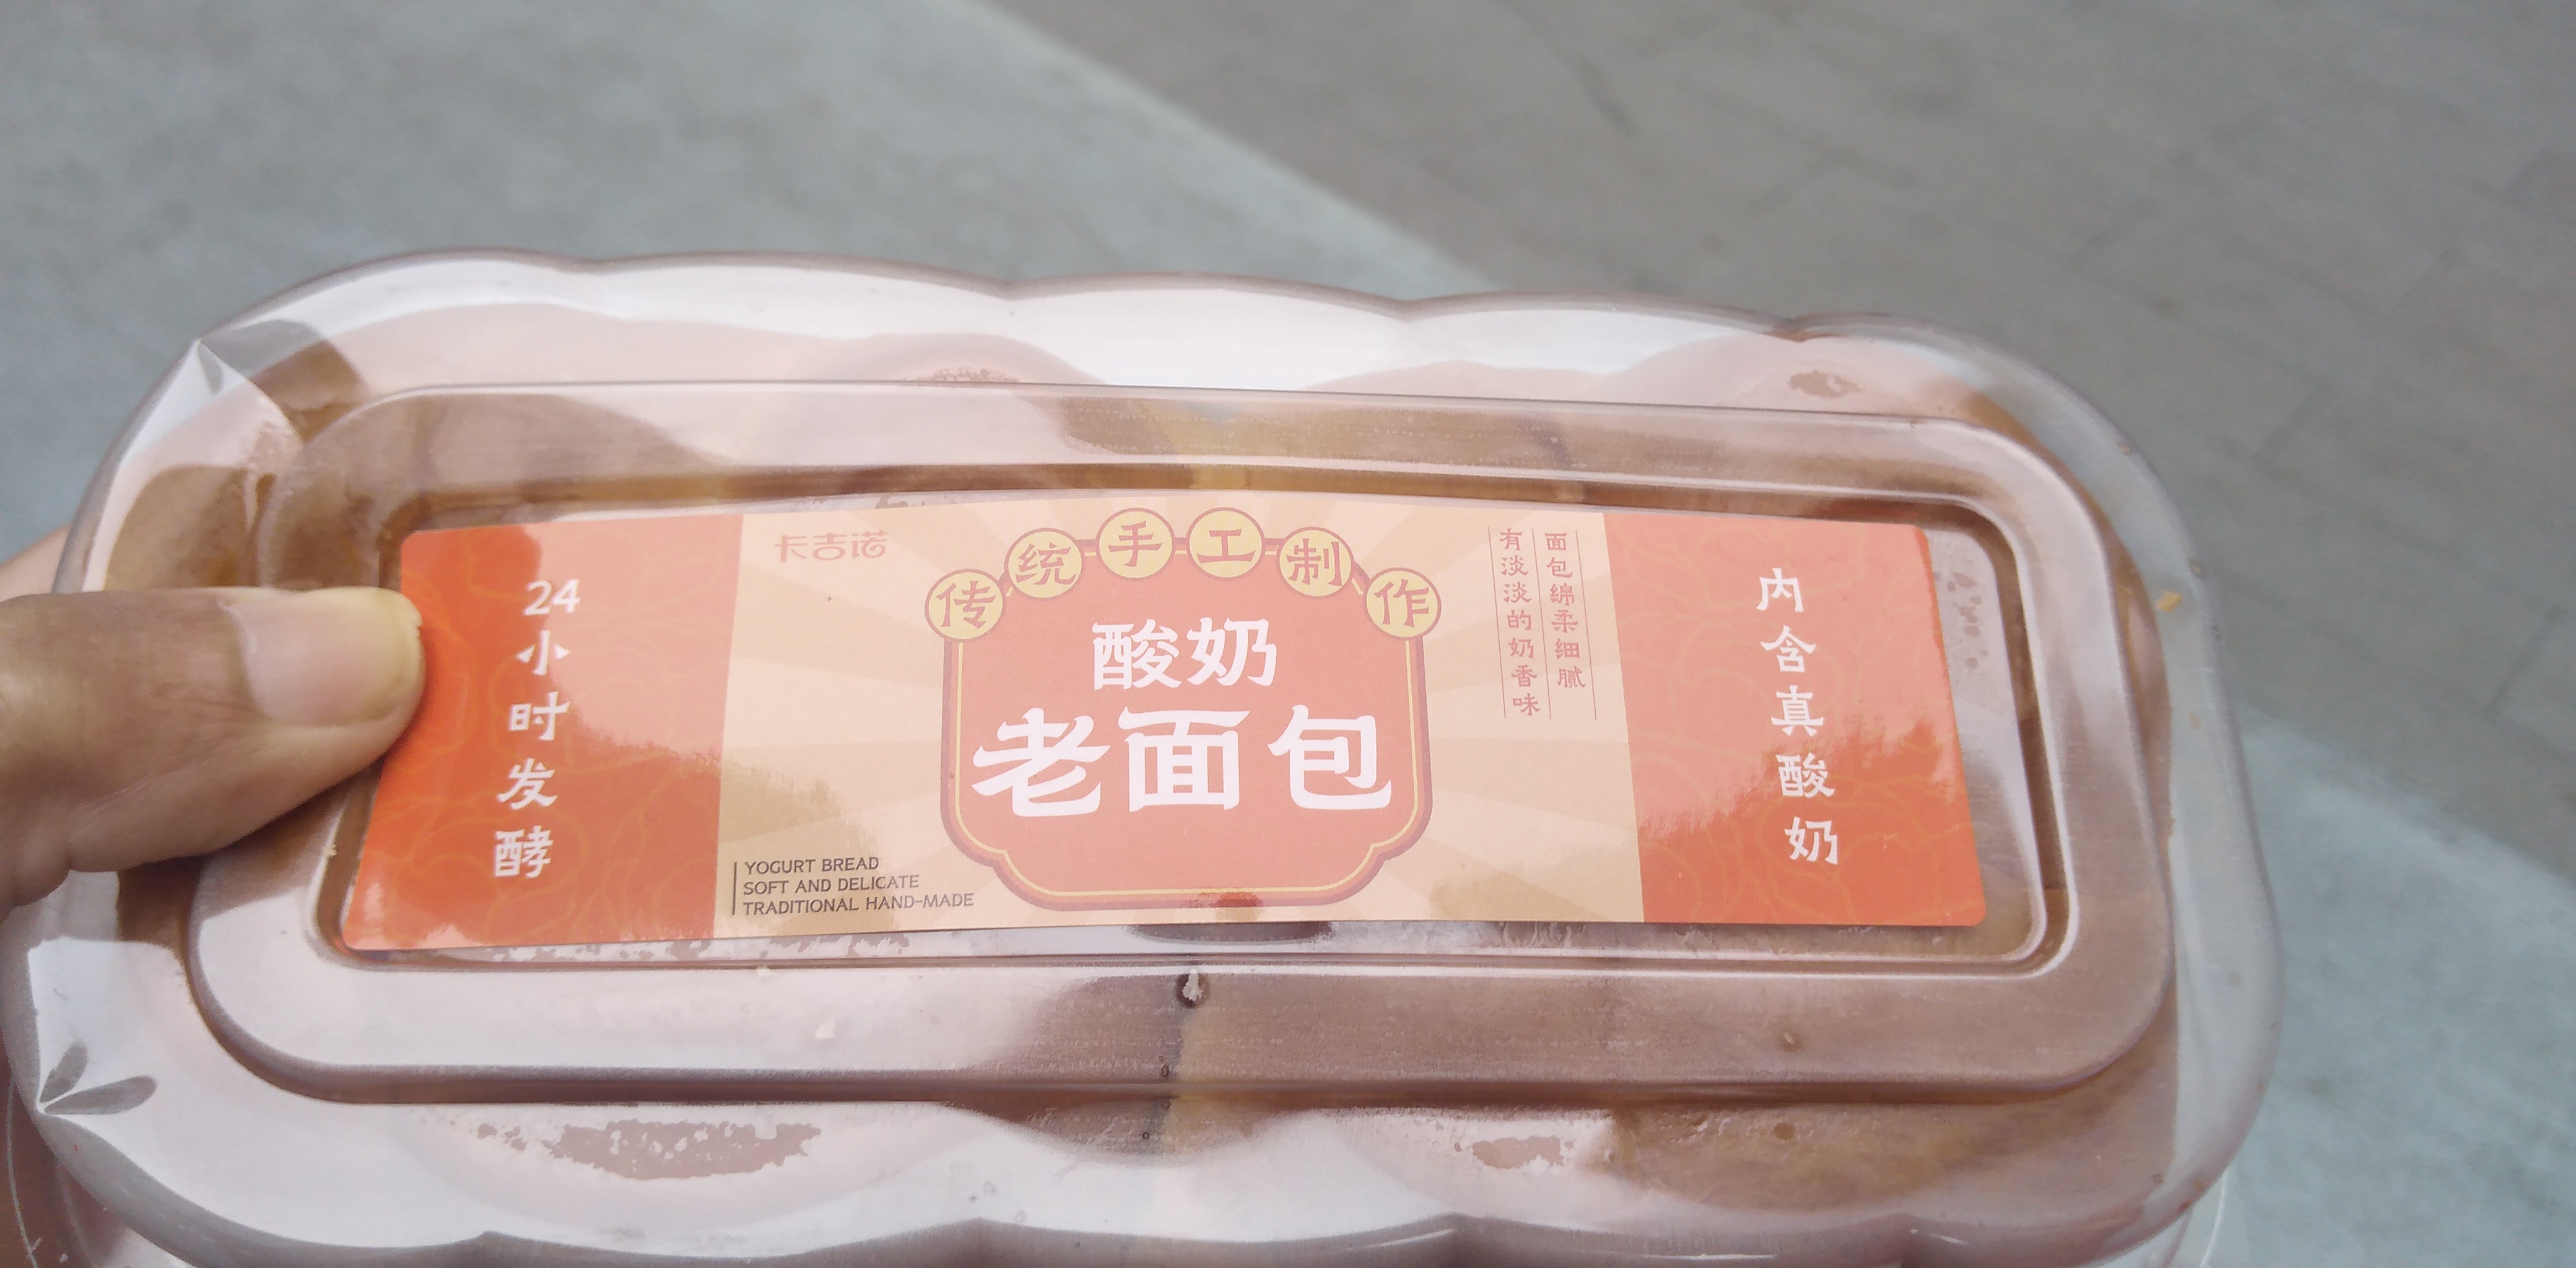 24小时发酵
卡吉诺
YOGURT BREAD
SOFT AND DELICATE
TRADITIONAL HAND-MADE
传统手工制作
酸奶
老面包
面包绵柔细腻
有淡淡的奶香味
内含真酸奶